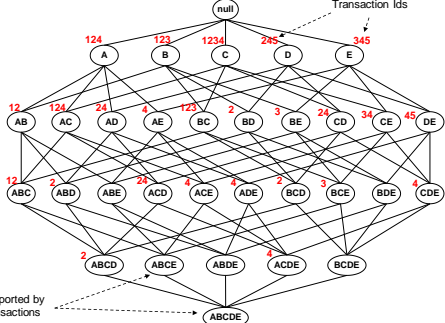 null
Transaction Ids
124 123 1234 245 345
A B C D E
12 124 24 4 123 2 3 24 34 45
AB AC AD AE BC BD BE CD CE DE
12 2 24 4 4 2 3 4
ABC ABD ABE ACD ACE ADE BCD BCE BDE CDE
2 4
ABCD ABCE ABDE ACDE BCDE
ported by
sactions
ABCDE